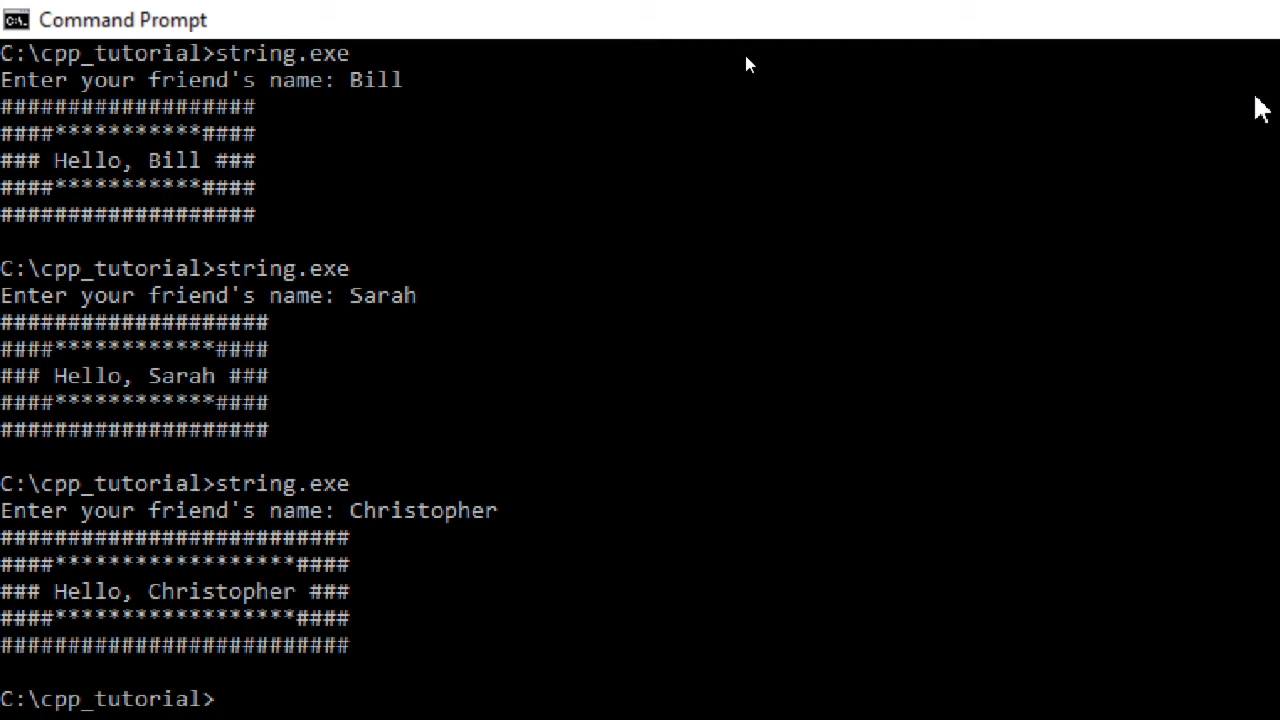 Command Prompt
C:\cpp_tutorial>string.exe
Enter your friend's name: Bill
###################
####***********####
### Hello, Bill ###
####***********####
###################
C:\cpp_tutorial>string.exe
Enter your friend's name: Sarah
####################
####************####
### Hello, Sarah ###
####************####
####################
C:\cpp_tutorial>string.exe
Enter your friend's name: Christopher
##########################
####******************####
### Hello, Christopher ###
####******************####
##########################
C:\cpp_tutorial>